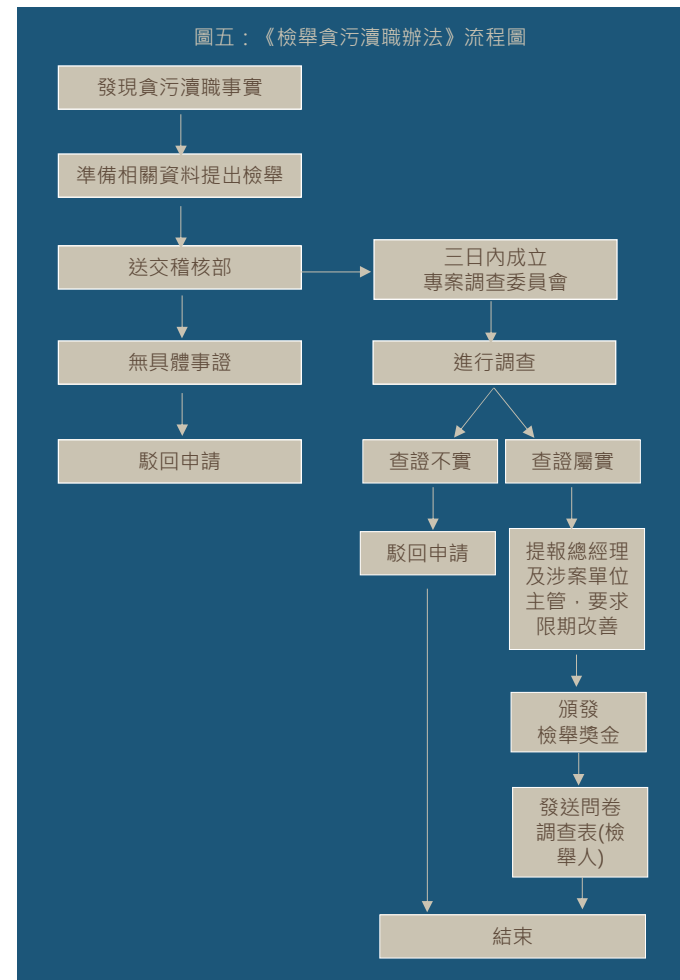 圖五：《檢舉貪污瀆職辦法》流程圖
發現貪污瀆職事實
準備相關資料提出檢舉
送交稽核部
三日內成立
專案調查委員會
無具體事證
進行調查
駁回申請
查證不實
查證屬實
駁回申請
提報總經理
及涉案單位
主管，要求
限期改善
頒發
檢舉獎金
發送問卷
調查表(檢
舉人)
結束